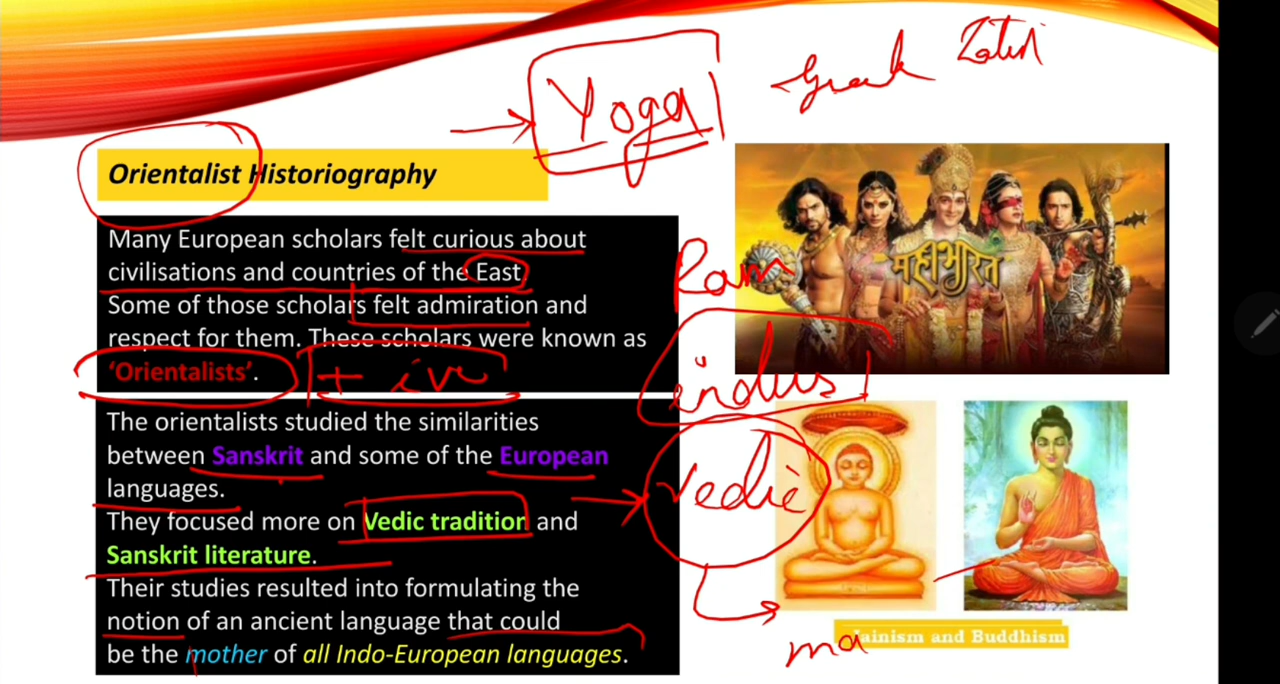 Greek Latin
Yoga
Orientalist Historiography
Many European scholars felt curious about
civilisations and countries of the East.
Some of those scholars felt admiration and
respect for them. These scholars were known as
'Orientalists'. + ive
The orientalists studied the similarities
between Sanskrit and some of the European
languages.
They focused more on Vedic tradition and
Sanskrit literature.
Their studies resulted into formulating the
notion of an ancient language that could
be the mother of all Indo-European languages.
महाभारत
Ram
indus
vedic
ma
Jainism and Buddhism